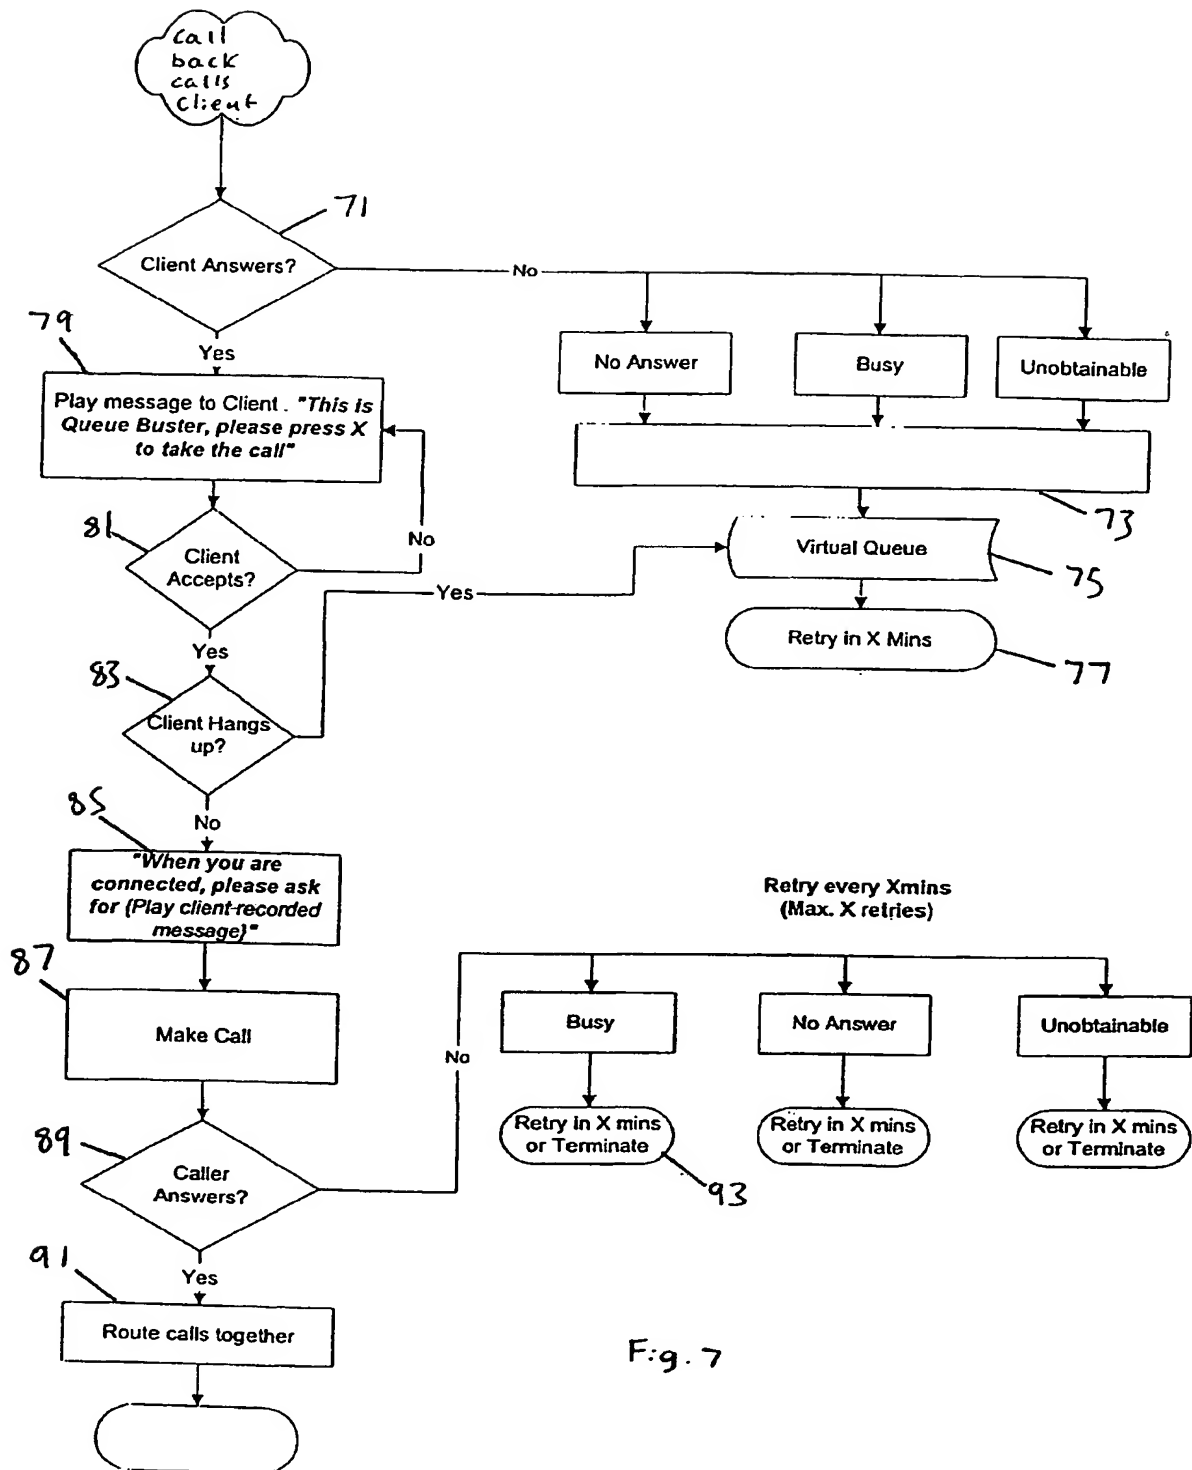 Call
back
calls
Client
71
Client Answers?
No
79
Yes
No Answer
Busy
Unobtainable
Play message to Client . "This is
Queue Buster, please press X
to take the call"
73
81
Client
Accepts?
No
Virtual Queue
75
Yes
Yes
Retry in X Mins
77
83
Client Hangs
up?
85
No
"When you are
connected, please ask
for {Play client-recorded
message}"
Retry every Xmins
(Max. X retries)
87
Make Call
Busy
No Answer
Unobtainable
No
89
Caller
Answers?
Retry in X mins
or Terminate
Retry in X mins
or Terminate
Retry in X mins
or Terminate
93
91
Yes
Route calls together
Fig. 7